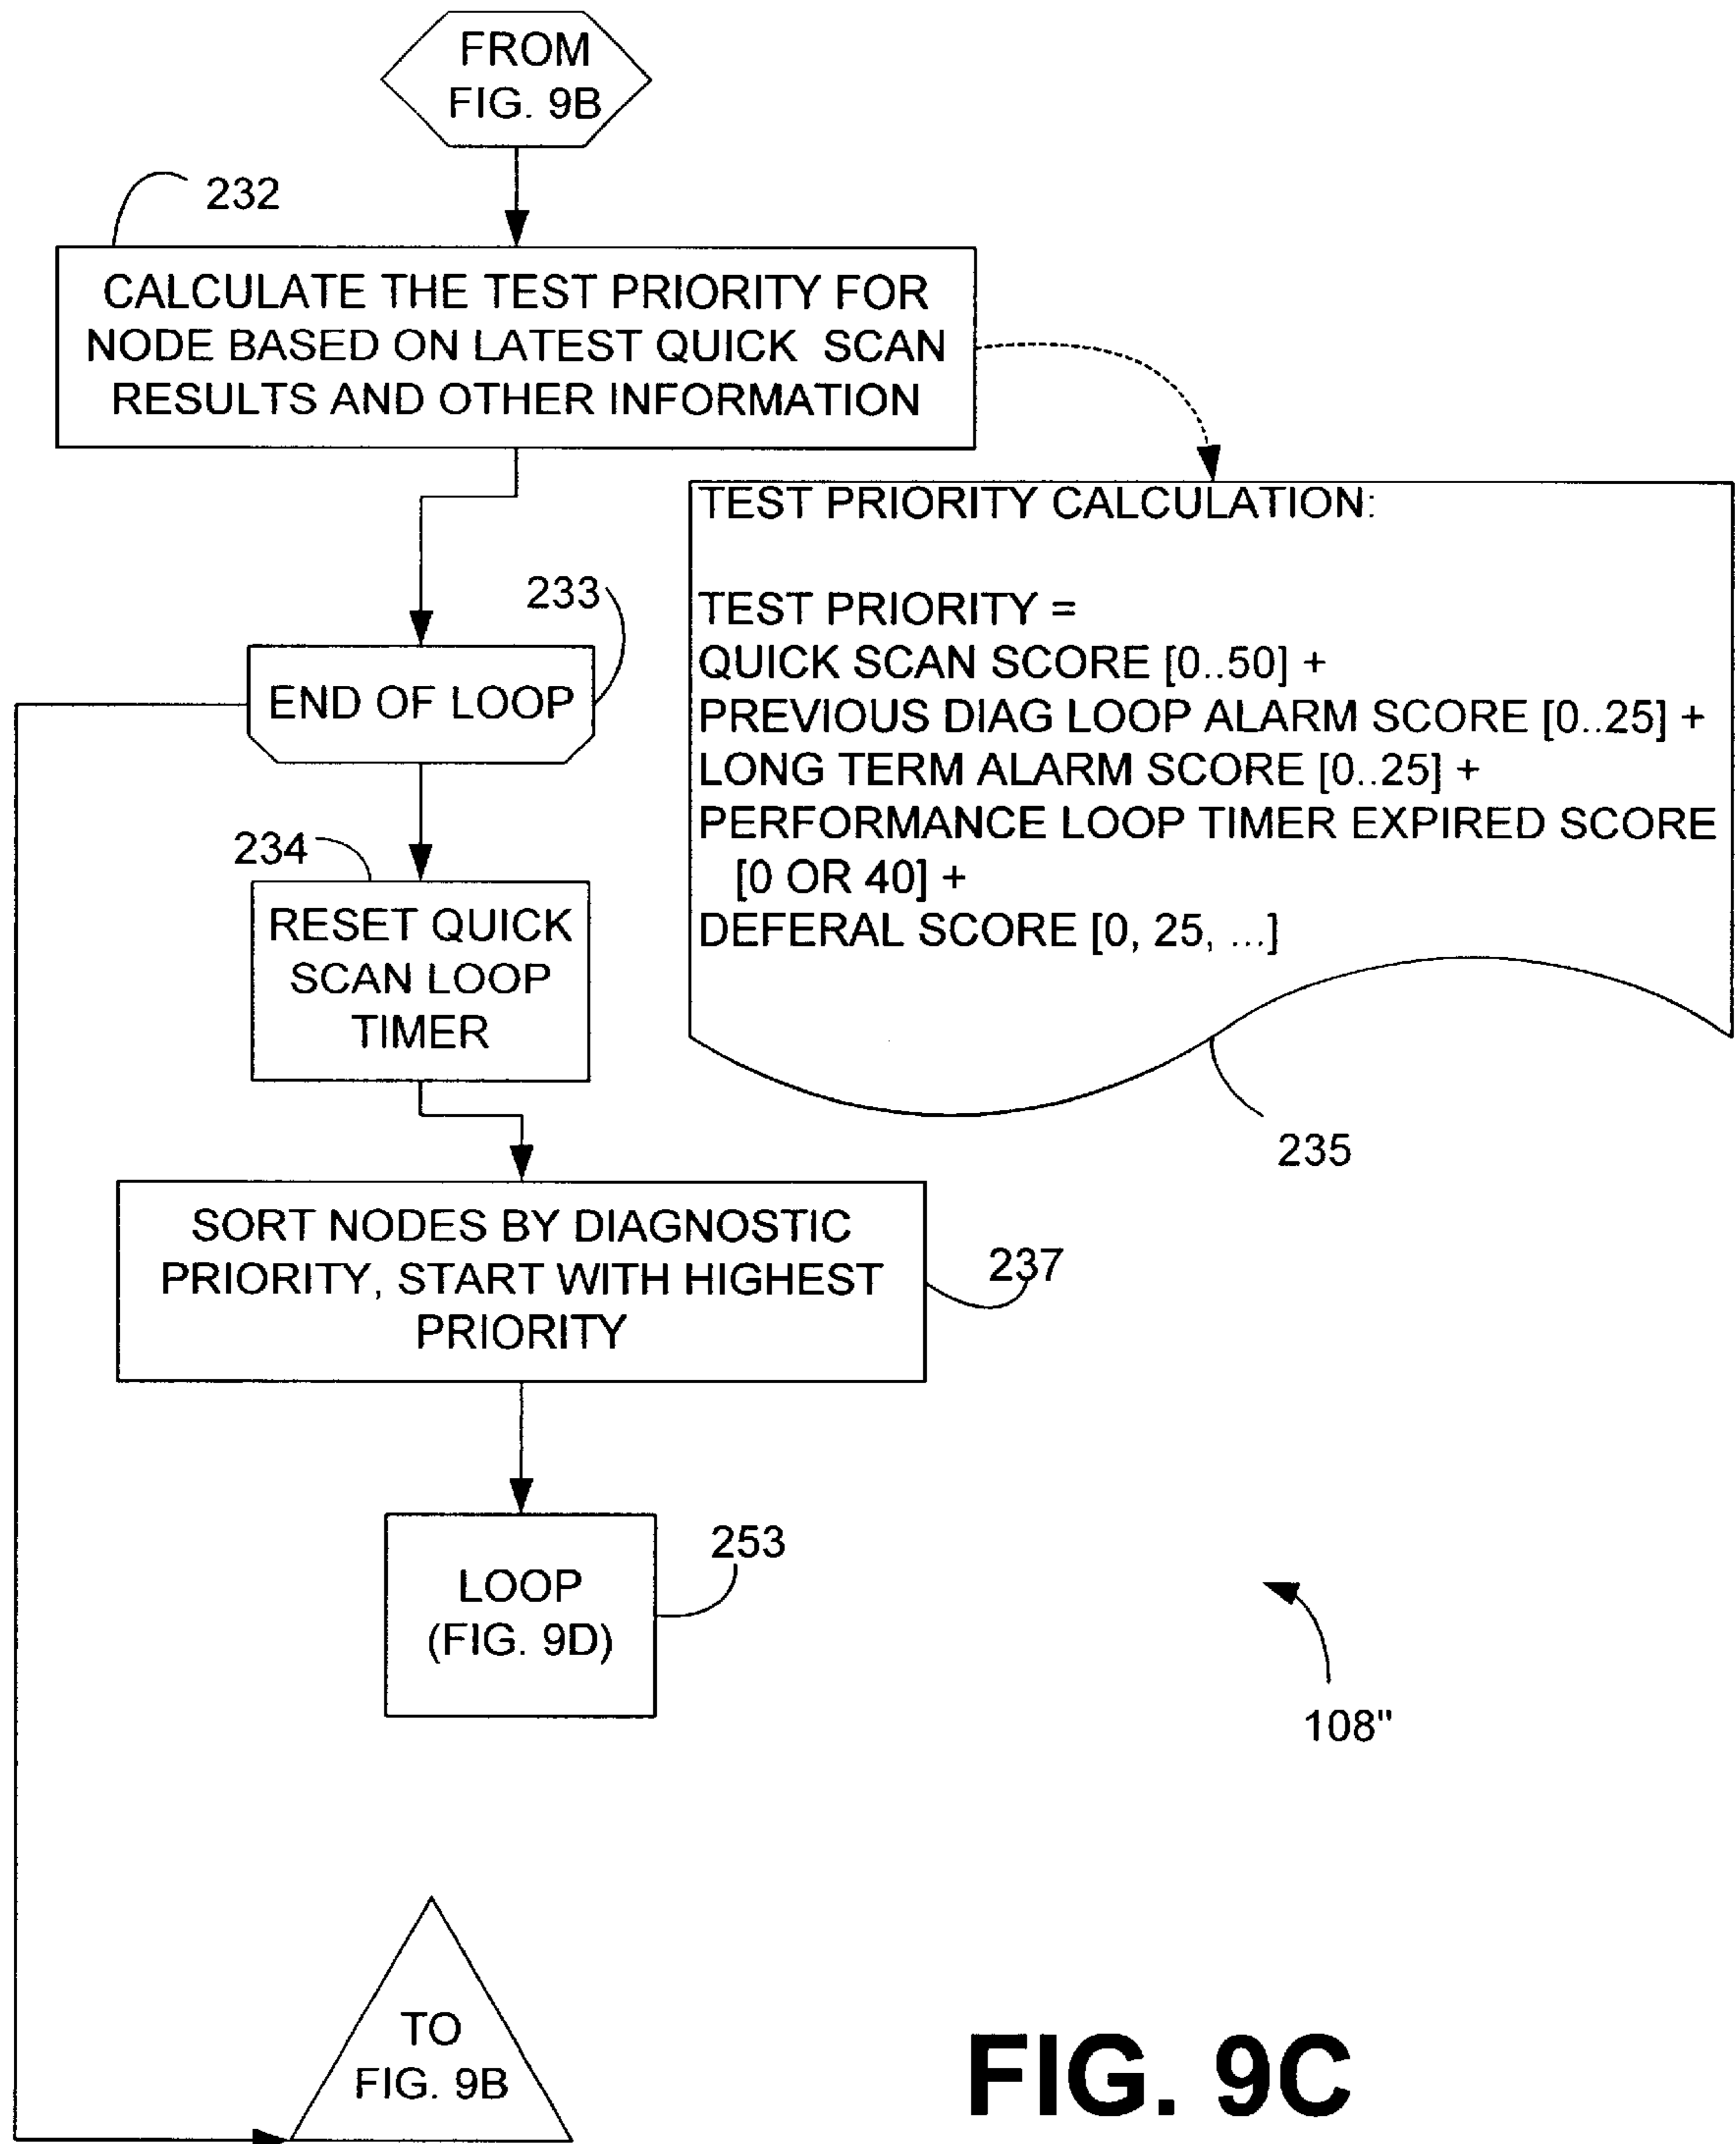 FROM
FIG. 9B
232
CALCULATE THE TEST PRIORITY FOR
NODE BASED ON LATEST QUICK SCAN
RESULTS AND OTHER INFORMATION
TEST PRIORITY CALCULATION:
TEST PRIORITY =
QUICK SCAN SCORE [0..50] +
PREVIOUS DIAG LOOP ALARM SCORE [0..25] +
LONG TERM ALARM SCORE [0..25] +
PERFORMANCE LOOP TIMER EXPIRED SCORE
[0 OR 40] +
DEFERAL SCORE [0, 25, ...]
235
233
END OF LOOP
234
RESET QUICK
SCAN LOOP
TIMER
SORT NODES BY DIAGNOSTIC
PRIORITY, START WITH HIGHEST
PRIORITY
237
LOOP
(FIG. 9D)
253
108"
TO
FIG. 9B
FIG. 9C